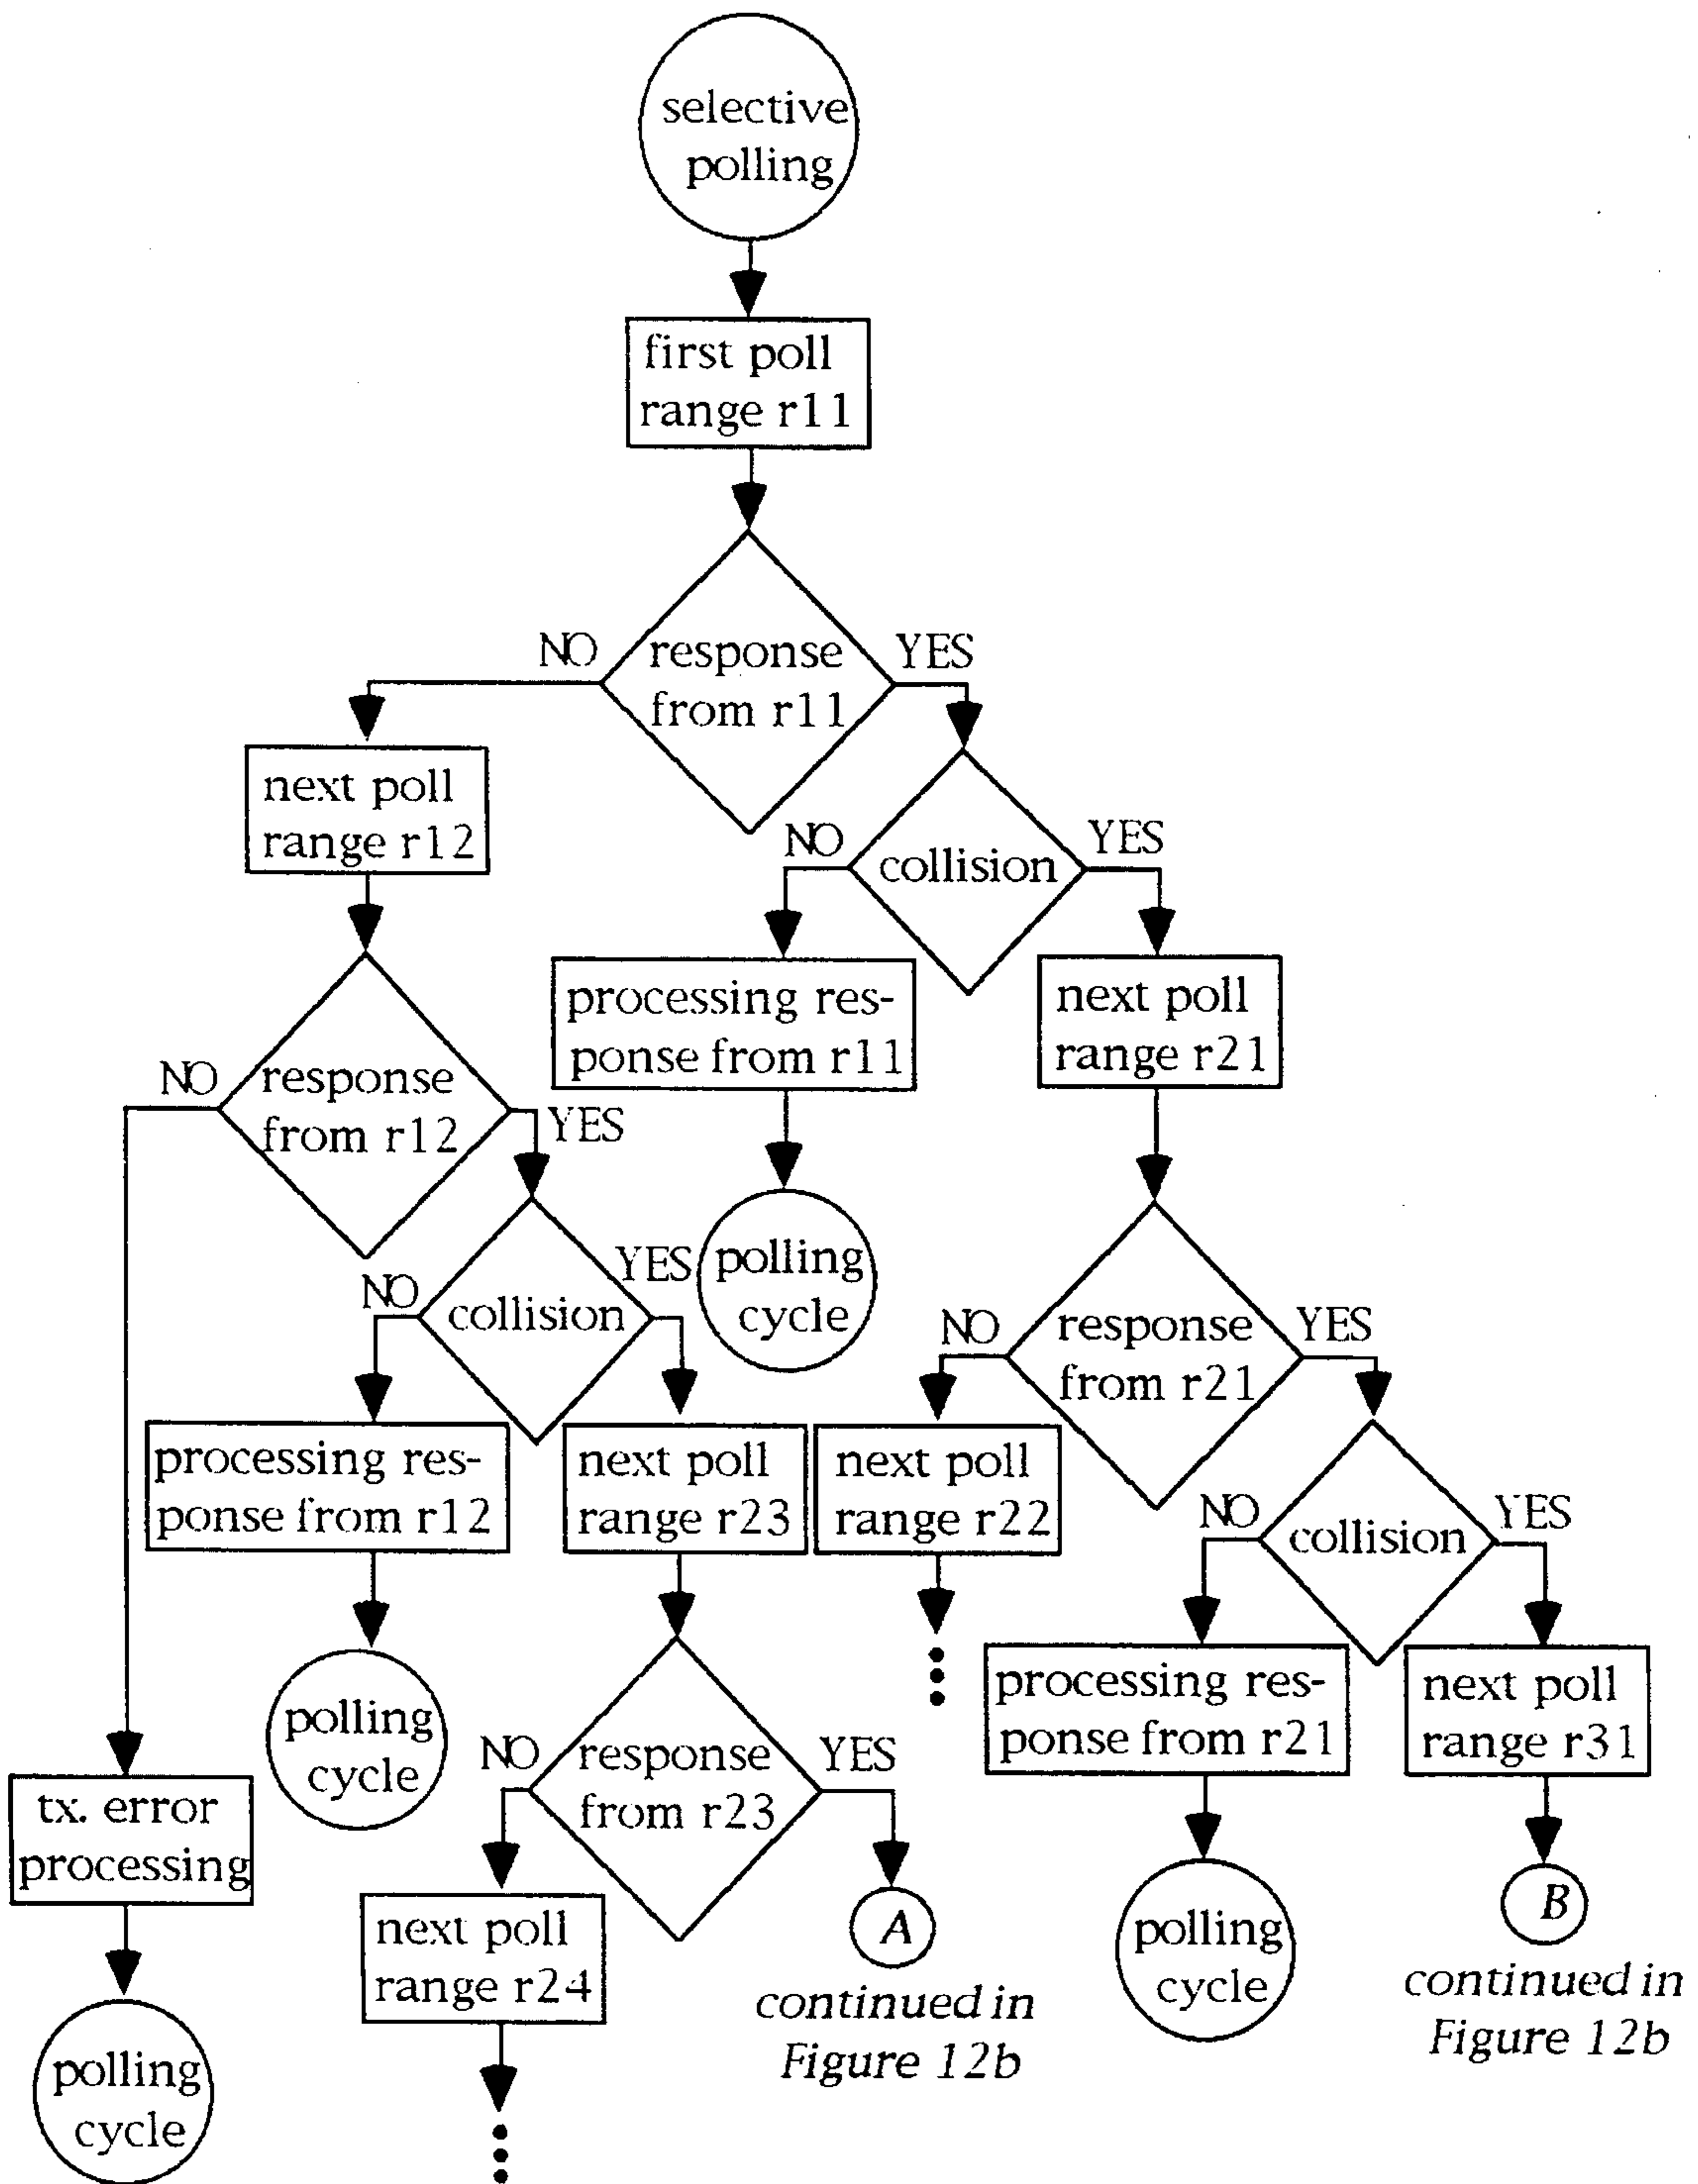 selective
polling
first poll
range r11
NO
response
from r11
YES
next poll
range r12
NO
collision
YES
processing res-
ponse from r11
next poll
range r21
NO
response
from r12
YES
polling
cycle
NO
collision
YES
NO
response
from r21
YES
processing res-
ponse from r12
next poll
range r23
next poll
range r22
NO
collision
YES
polling
cycle
NO
response
from r23
YES
processing res-
ponse from r21
next poll
range r31
tx. error
processing
next poll
range r24
A
continued in
Figure 12b
polling
cycle
B
continued in
Figure 12b
polling
cycle